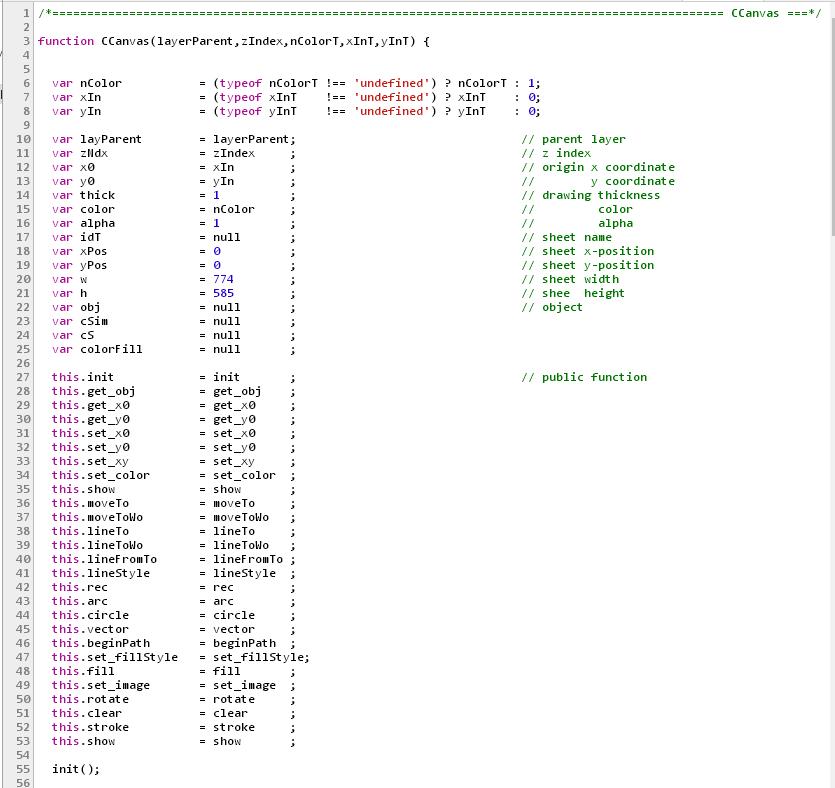 1 /*================================================================================================ CCanvas ===*/
2
3 function CCanvas(layerParent,zIndex,nColorT,xInT,yInT) {
4
5
6   var nColor           = (typeof nColorT !== 'undefined') ? nColorT : 1;
7   var xIn              = (typeof xInT    !== 'undefined') ? xInT    : 0;
8   var yIn              = (typeof yInT    !== 'undefined') ? yInT    : 0;
9
10   var layParent        = layerParent;                                // parent layer
11   var zNdx             = zIndex     ;                                // z index
12   var x0               = xIn        ;                                // origin x coordinate
13   var y0               = yIn        ;                                //        y coordinate
14   var thick            = 1          ;                                // drawing thickness
15   var color            = nColor     ;                                //         color
16   var alpha            = 1          ;                                //         alpha
17   var idT              = null       ;                                // sheet name
18   var xPos             = 0          ;                                // sheet x-position
19   var yPos             = 0          ;                                // sheet y-position
20   var w                = 774        ;                                // sheet width
21   var h                = 585        ;                                // shee  height
22   var obj              = null       ;                                // object
23   var cSim             = null       ;
24   var cS               = null       ;
25   var colorFill        = null       ;
26
27   this.init            = init       ;                                // public function
28   this.get_obj         = get_obj    ;
29   this.get_x0          = get_x0     ;
30   this.get_y0          = get_y0     ;
31   this.set_x0          = set_x0     ;
32   this.set_y0          = set_y0     ;
33   this.set_xy          = set_xy     ;
34   this.set_color       = set_color  ;
35   this.show            = show       ;
36   this.moveTo          = moveTo     ;
37   this.moveToWo        = moveToWo   ;
38   this.lineTo          = lineTo     ;
39   this.lineToWo        = lineToWo   ;
40   this.lineFromTo      = lineFromTo ;
41   this.lineStyle       = lineStyle  ;
42   this.rec             = rec        ;
43   this.arc             = arc        ;
44   this.circle          = circle     ;
45   this.vector          = vector     ;
46   this.beginPath       = beginPath  ;
47   this.set_fillStyle   = set_fillStyle;
48   this.fill            = fill       ;
49   this.set_image       = set_image  ;
50   this.rotate          = rotate     ;
51   this.clear           = clear      ;
52   this.stroke          = stroke     ;
53   this.show            = show       ;
54
55   init();
56